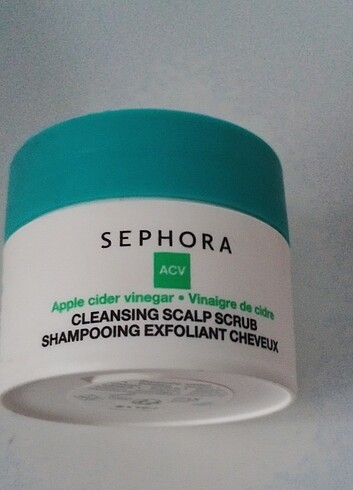 SEPHORA
ACV
Apple cider vinegar • Vinaigre de cidre
CLEANSING SCALP SCRUB
SHAMPOOING EXFOLIANT CHEVEUX